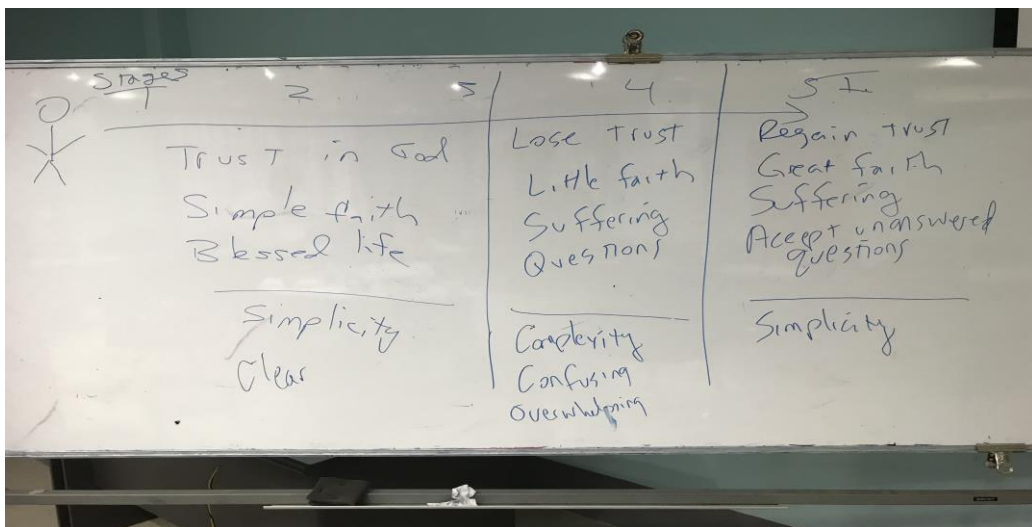 Stages
1 2 3 4 5
Trust in God
Simple faith
Blessed life
Simplicity
Clear
Lose trust
Little faith
Suffering
Questions
Complexity
Confusing
Overwhelming
Regain trust
Great faith
Suffering
Accept unanswered
questions
Simplicity